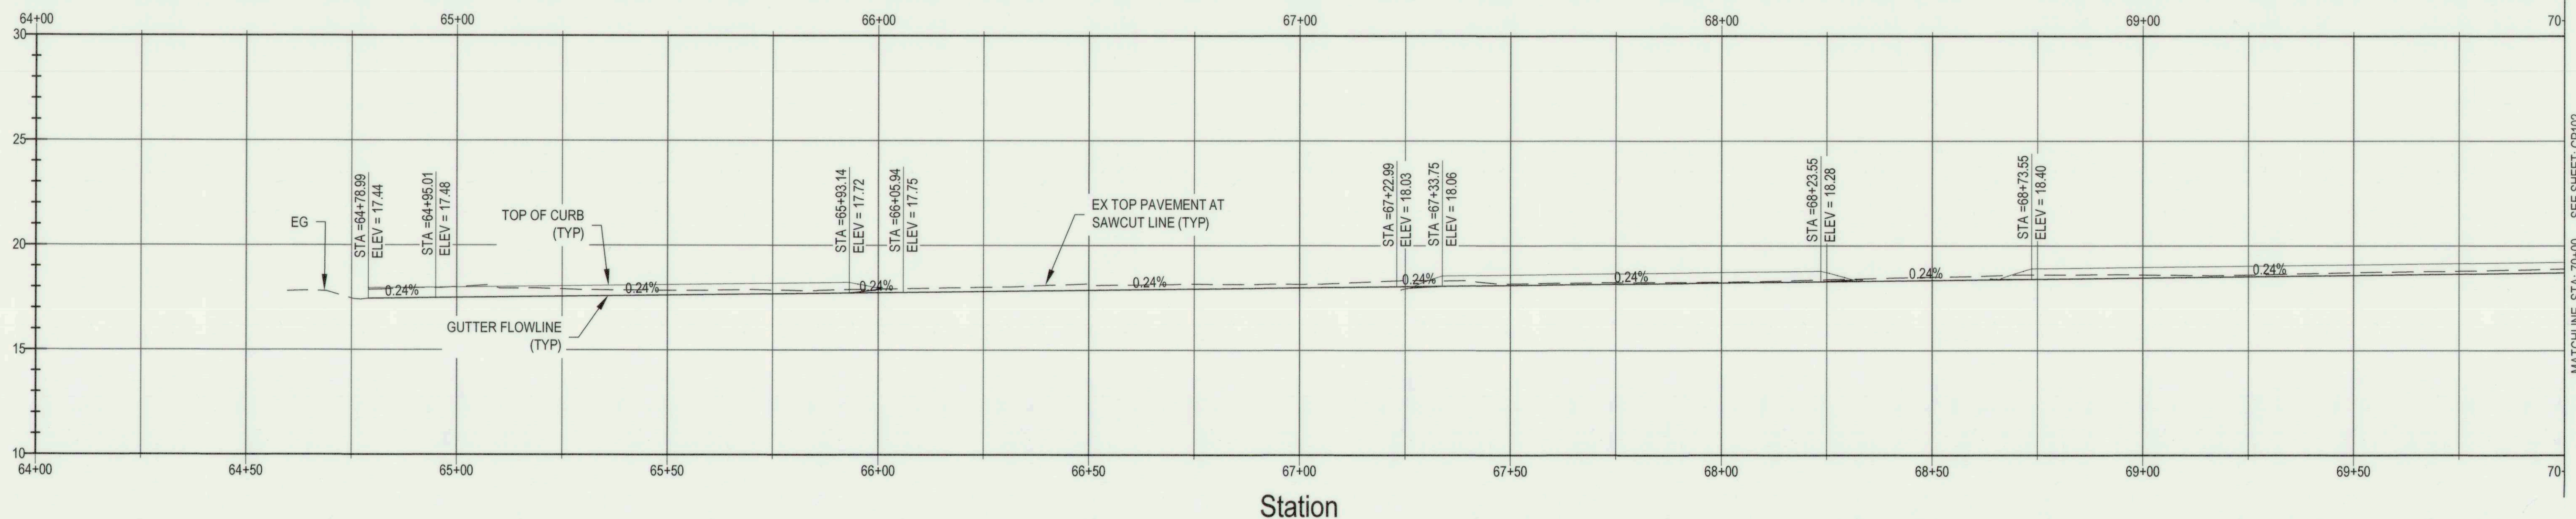 64+00 65+00 66+00 67+00 68+00 69+00 70+
30
25
20
15
10
EG
STA =64+78.99
ELEV = 17.44
STA =64+95.01
ELEV = 17.48
TOP OF CURB
(TYP)
GUTTER FLOWLINE
(TYP)
STA =65+93.14
ELEV = 17.72
STA =66+05.94
ELEV = 17.75
EX TOP PAVEMENT AT
SAWCUT LINE (TYP)
STA =67+22.99
ELEV = 18.03
STA =67+33.75
ELEV = 18.06
STA =68+23.55
ELEV = 18.28
STA =68+73.55
ELEV = 18.40
0.24%
0.24%
0.24%
0.24%
0.24%
0.24%
0.24%
0.24%
64+00 64+50 65+00 65+50 66+00 66+50 67+00 67+50 68+00 68+50 69+00 69+50 70+
Station